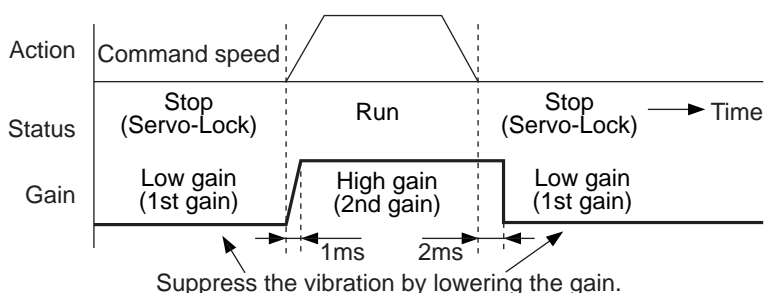 Action
Command speed
Status
Stop
(Servo-Lock)
Run
Stop
(Servo-Lock)
Time
Gain
Low gain
(1st gain)
High gain
(2nd gain)
Low gain
(1st gain)
1ms
2ms
Suppress the vibration by lowering the gain.